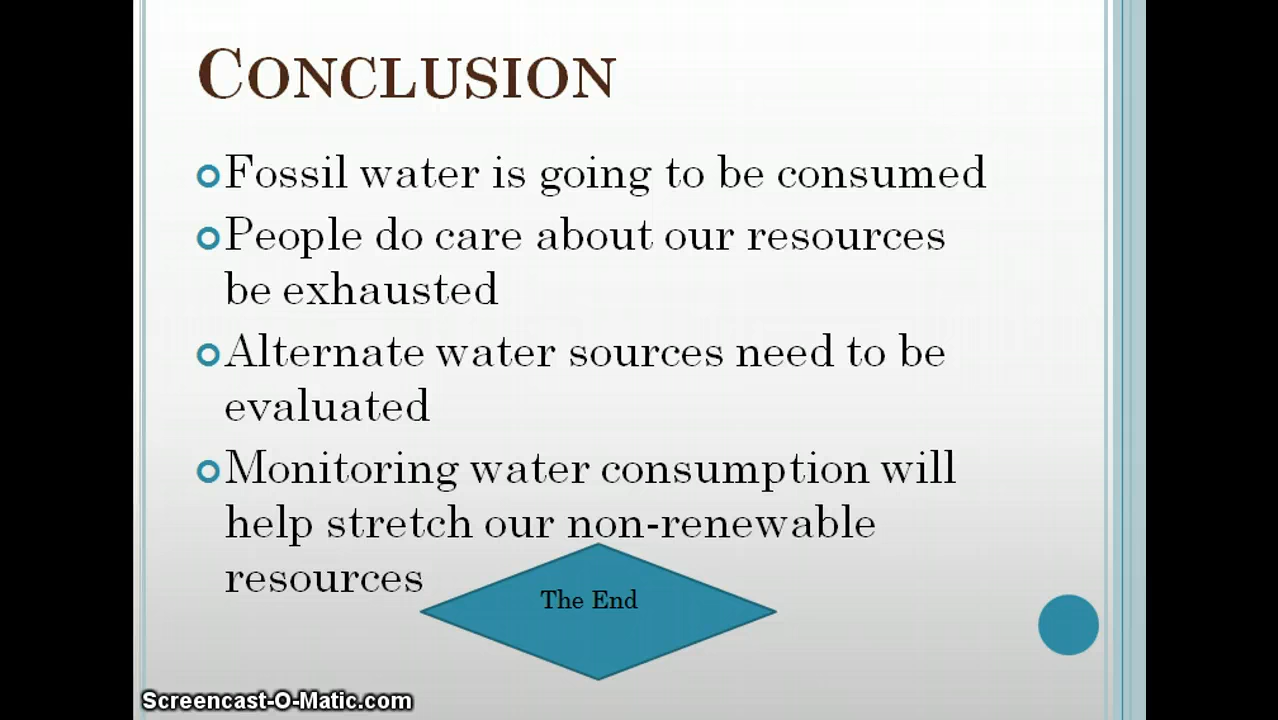 CONCLUSION
Fossil water is going to be consumed
People do care about our resources
be exhausted
Alternate water sources need to be
evaluated
Monitoring water consumption will
help stretch our non-renewable
resources
The End
Screencast-O-Matic.com